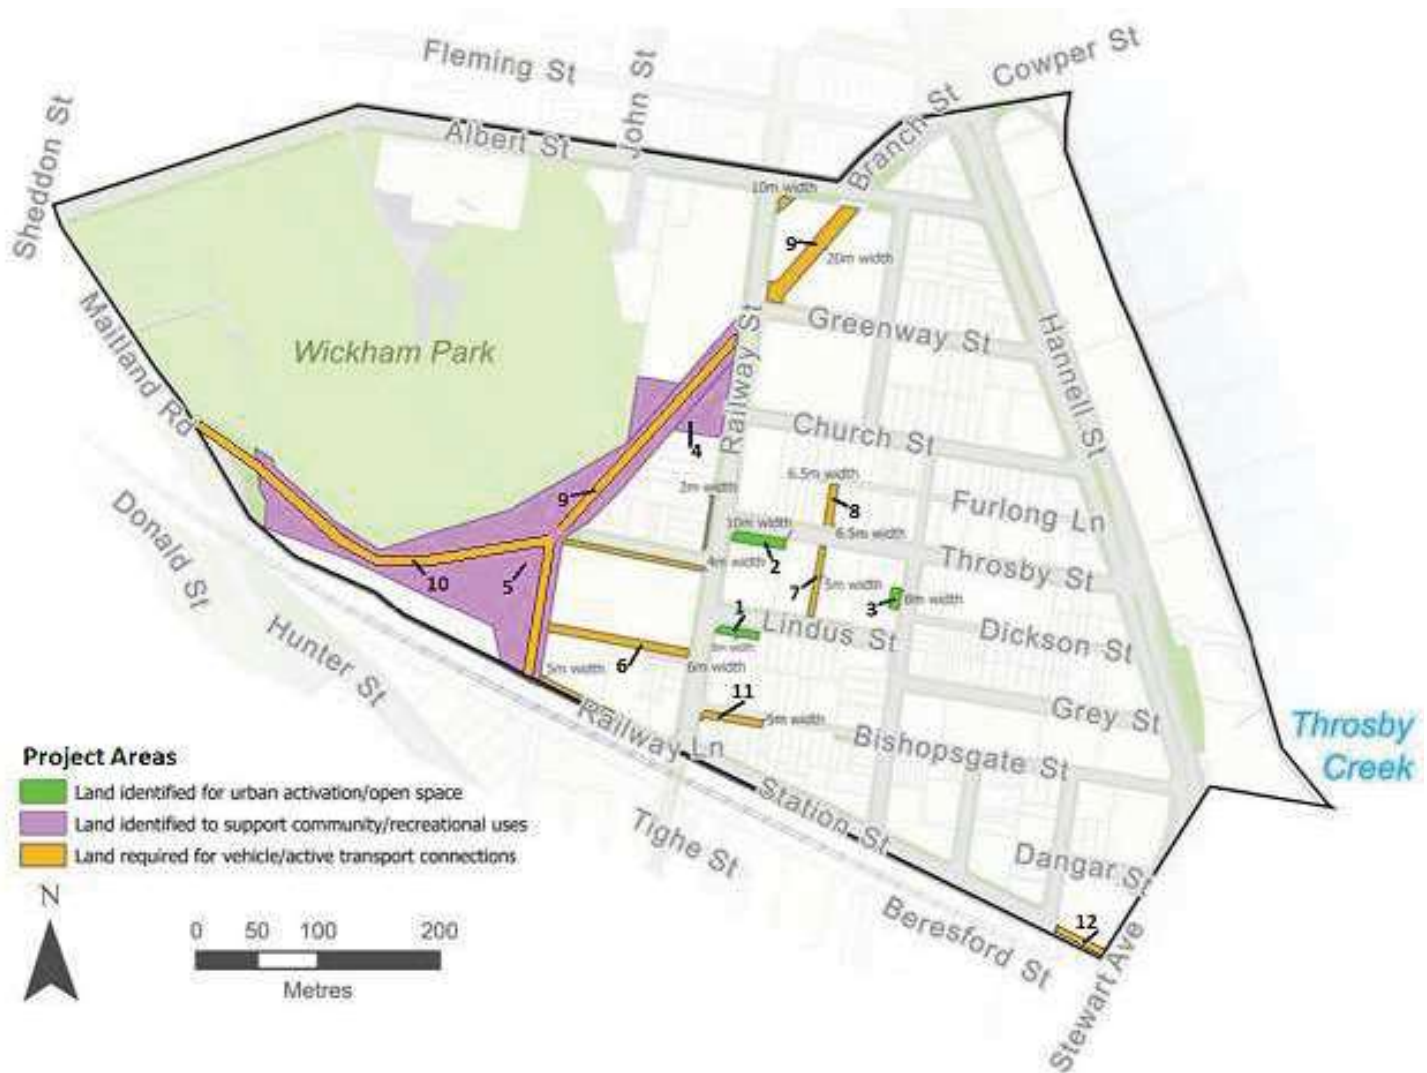 Fleming St
John St
Cowper St
Sheddon St
Albert St
Branch St
10m width
9
20m width
Maitland Rd
Wickham Park
Railway St
Greenway St
Hannell St
Church St
4
6.5m width
2m width
9
8
Furlong Ln
Donald St
10m width
6.5m width
2
Throsby St
4m width
10
5
7
5m width
3
8m width
1
Lindus St
Dickson St
Hunter St
5m width
6
6m width
11
5m width
Grey St
Railway Ln
Bishopsgate St
Throsby
Creek
Project Areas
Land identified for urban activation/open space
Land identified to support community/recreational uses
Land required for vehicle/active transport connections
Station St
Tighe St
Dangar St
N
0 50 100 200
Metres
Beresford St
12
Stewart Ave